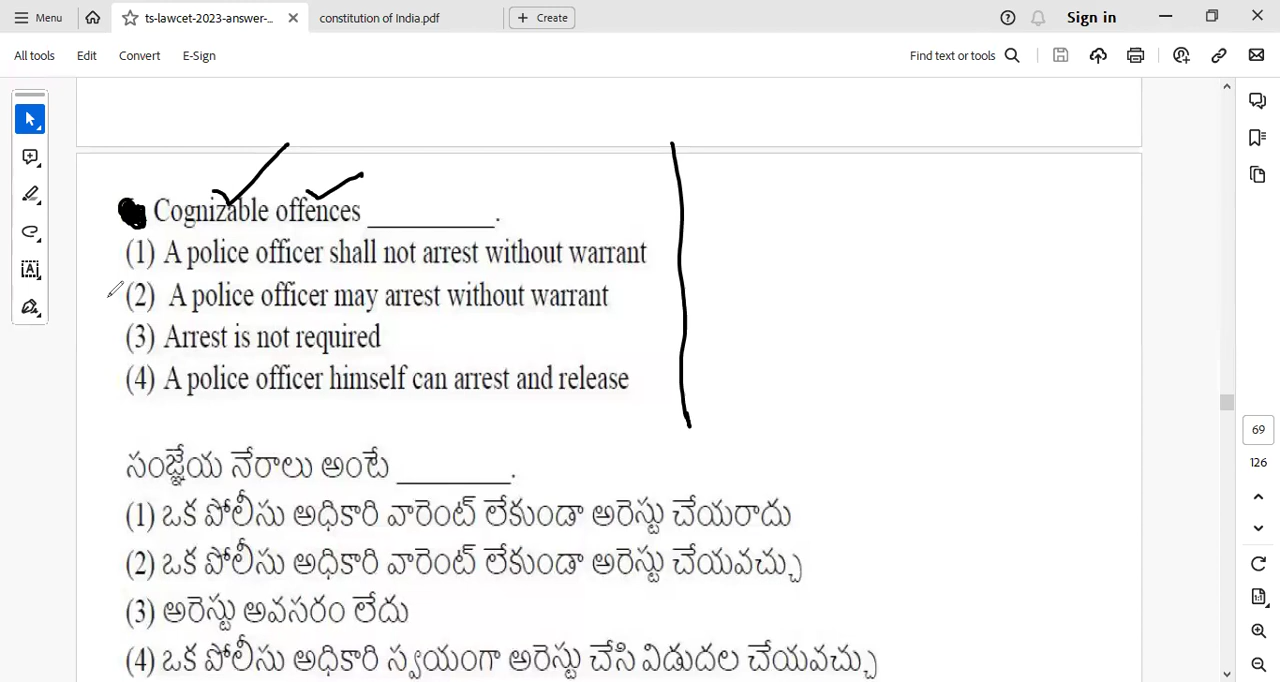 Menu
ts-lawcet-2023-answer-...
constitution of India.pdf
Create
Sign in
All tools
Edit
Convert
E-Sign
Find text or tools
Cognizable offences __________.
(1) A police officer shall not arrest without warrant
(2) A police officer may arrest without warrant
(3) Arrest is not required
(4) A police officer himself can arrest and release
సంజ్ఞేయ నేరాలు అంటే _________.
(1) ఒక పోలీసు అధికారి వారెంట్ లేకుండా అరెస్టు చేయరాదు
(2) ఒక పోలీసు అధికారి వారెంట్ లేకుండా అరెస్టు చేయవచ్చు
(3) అరెస్టు అవసరం లేదు
(4) ఒక పోలీసు అధికారి స్వయంగా అరెస్టు చేసి విడుదల చేయవచ్చు
69
126